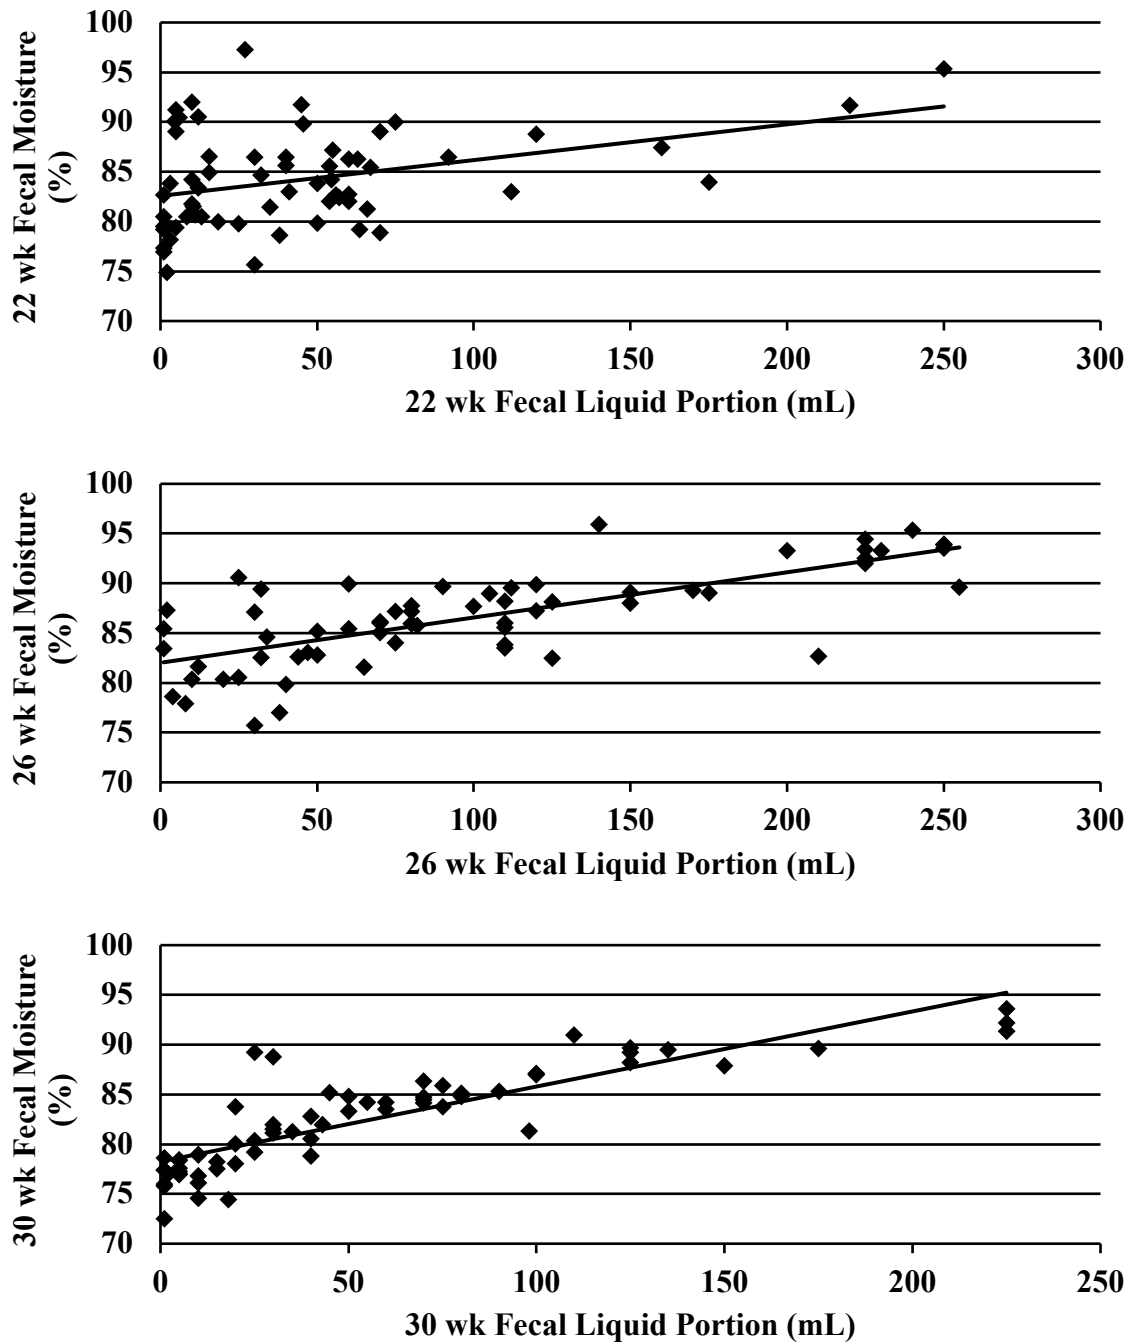 22 wk Fecal Moisture
(%)
100
95
90
85
80
75
70
0 50 100 150 200 250 300
22 wk Fecal Liquid Portion (mL)
26 wk Fecal Moisture
(%)
100
95
90
85
80
75
70
0 50 100 150 200 250 300
26 wk Fecal Liquid Portion (mL)
30 wk Fecal Moisture
(%)
100
95
90
85
80
75
70
0 50 100 150 200 250
30 wk Fecal Liquid Portion (mL)